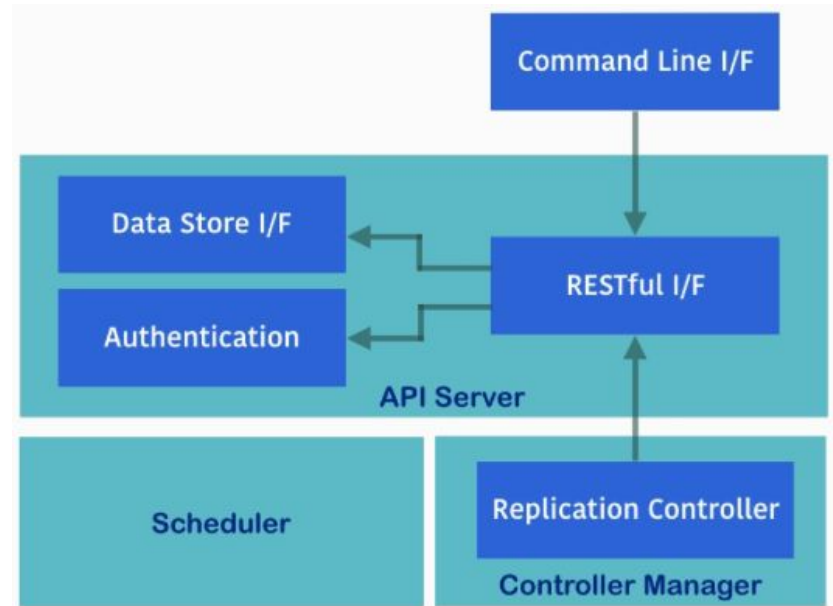 Command Line I/F
Data Store I/F
RESTful I/F
Authentication
API Server
Scheduler
Replication Controller
Controller Manager